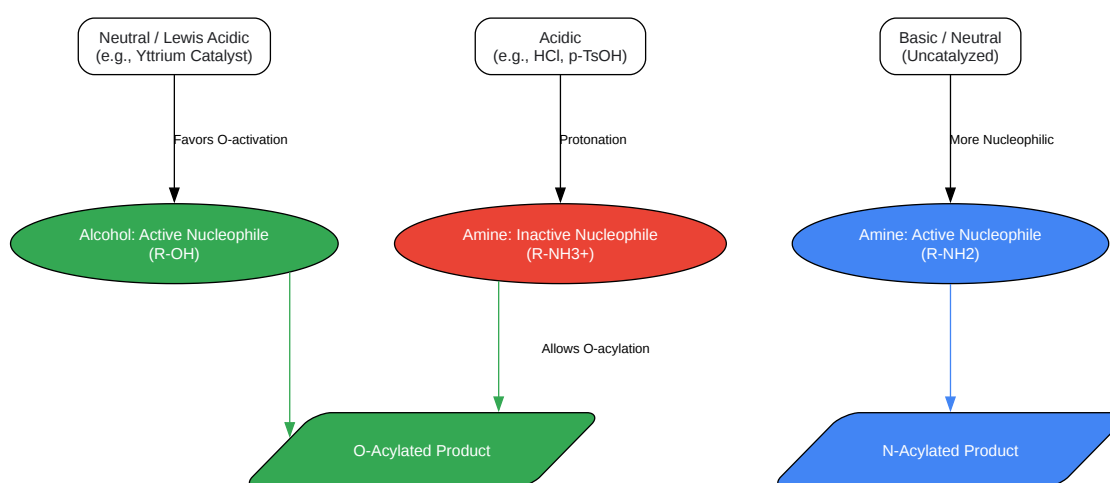 Neutral / Lewis Acidic
(e.g., Yttrium Catalyst)
Acidic
(e.g., HCl, p-TsOH)
Basic / Neutral
(Uncatalyzed)
Favors O-activation
Protonation
More Nucleophilic
Alcohol: Active Nucleophile
(R-OH)
Amine: Inactive Nucleophile
(R-NH3+)
Amine: Active Nucleophile
(R-NH2)
Allows O-acylation
O-Acylated Product
N-Acylated Product